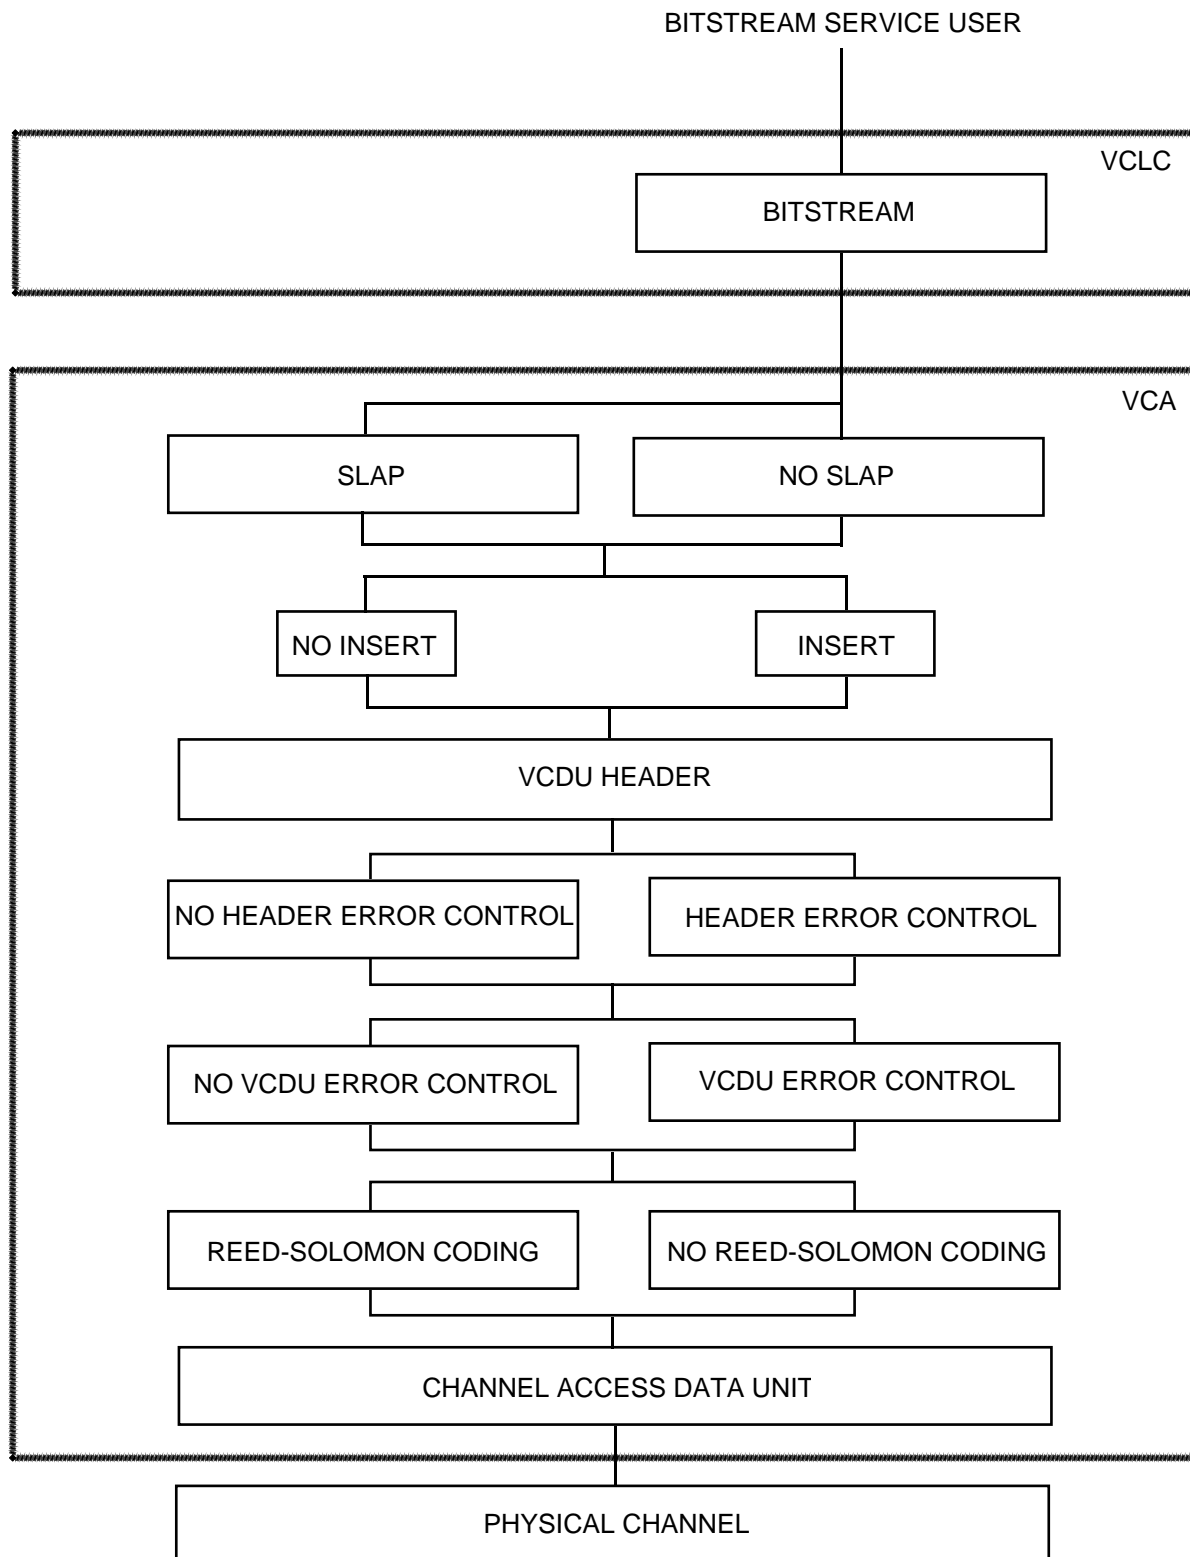 BITSTREAM SERVICE USER
VCLC
BITSTREAM
VCA
SLAP
NO SLAP
NO INSERT
INSERT
VCDU HEADER
NO HEADER ERROR CONTROL
HEADER ERROR CONTROL
NO VCDU ERROR CONTROL
VCDU ERROR CONTROL
REED-SOLOMON CODING
NO REED-SOLOMON CODING
CHANNEL ACCESS DATA UNIT
PHYSICAL CHANNEL